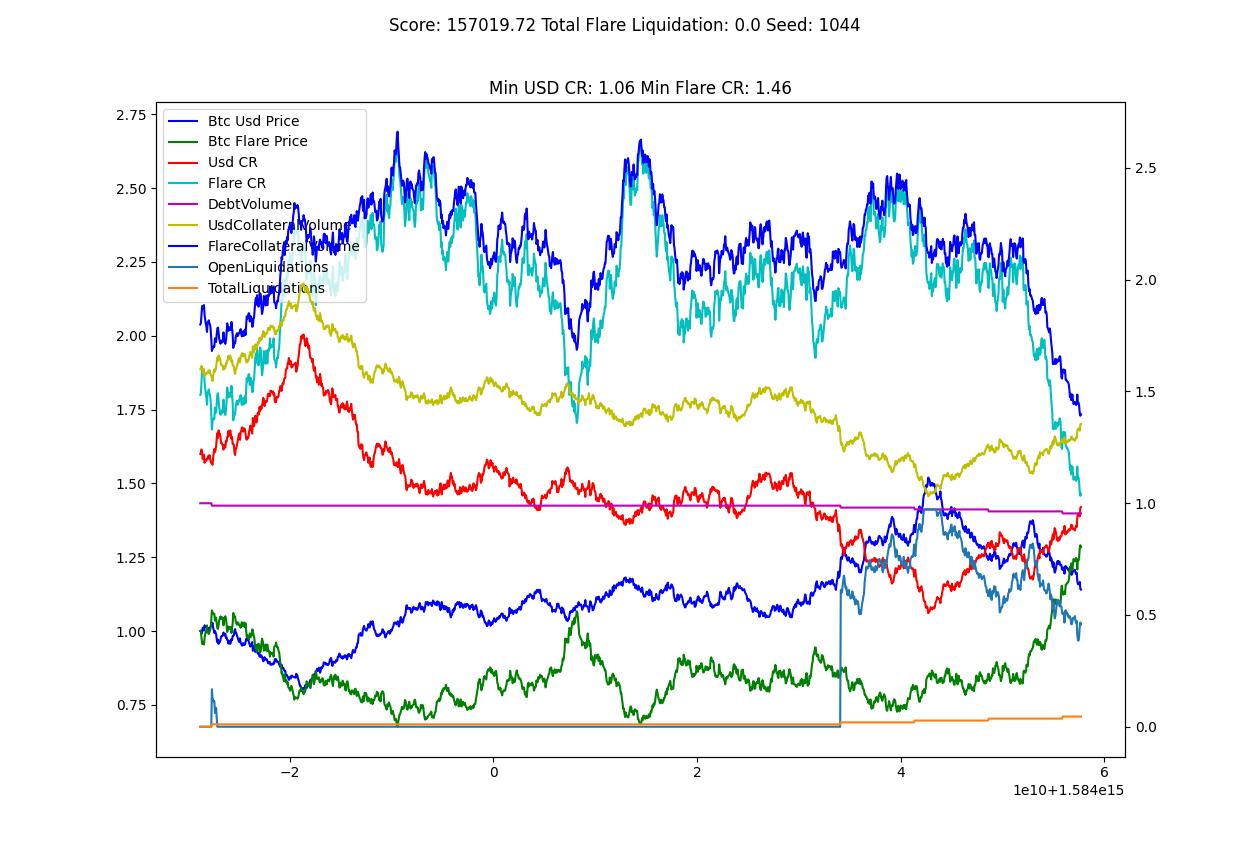 Score: 157019.72 Total Flare Liquidation: 0.0 Seed: 1044
Min USD CR: 1.06 Min Flare CR: 1.46
Btc Usd Price
Btc Flare Price
Usd CR
Flare CR
DebtVolume
UsdCollateralVolume
FlareCollateralVolume
OpenLiquidations
TotalLiquidations
2.75
2.50
2.25
2.00
1.75
1.50
1.25
1.00
0.75
2.5
2.0
1.5
1.0
0.5
0.0
−2
0
2
4
6
1e10+1.584e15